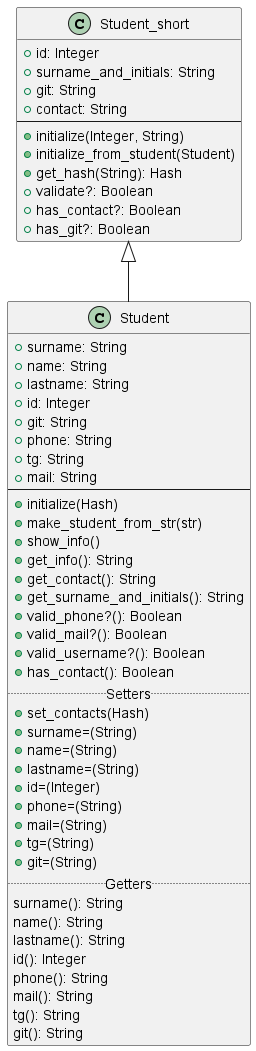 C Student_short
id: Integer
surname_and_initials: String
git: String
contact: String
initialize(Integer, String)
initialize_from_student(Student)
get_hash(String): Hash
validate?: Boolean
has_contact?: Boolean
has_git?: Boolean
C Student
surname: String
name: String
lastname: String
id: Integer
git: String
phone: String
tg: String
mail: String
initialize(Hash)
make_student_from_str(str)
show_info()
get_info(): String
get_contact(): String
get_surname_and_initials(): String
valid_phone?(): Boolean
valid_mail?(): Boolean
valid_username?(): Boolean
has_contact(): Boolean
Setters
set_contacts(Hash)
surname=(String)
name=(String)
lastname=(String)
id=(Integer)
phone=(String)
mail=(String)
tg=(String)
git=(String)
Getters
surname(): String
name(): String
lastname(): String
id(): Integer
phone(): String
mail(): String
tg(): String
git(): String